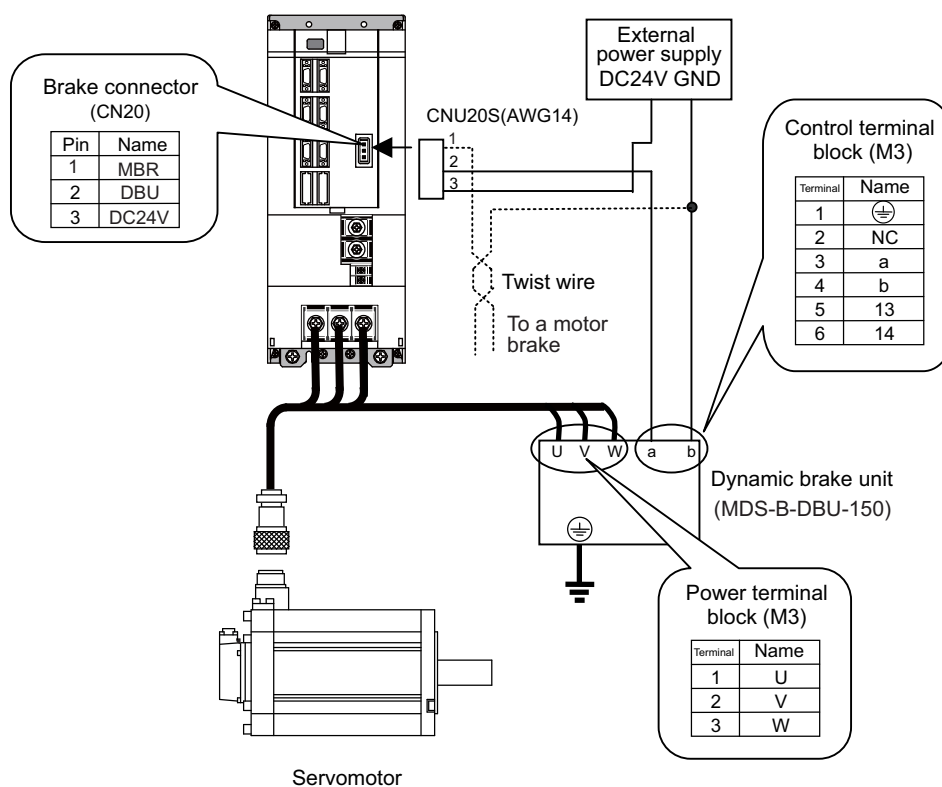 External
power supply
DC24V GND
Brake connector
(CN20)
Pin Name
1 MBR
2 DBU
3 DC24V
CNU20S(AWG14)
1
2
3
Control terminal
block (M3)
Terminal Name
1
2 NC
3 a
4 b
5 13
6 14
Twist wire
To a motor
brake
U V W a b
Dynamic brake unit
(MDS-B-DBU-150)
Power terminal
block (M3)
Terminal Name
1 U
2 V
3 W
Servomotor